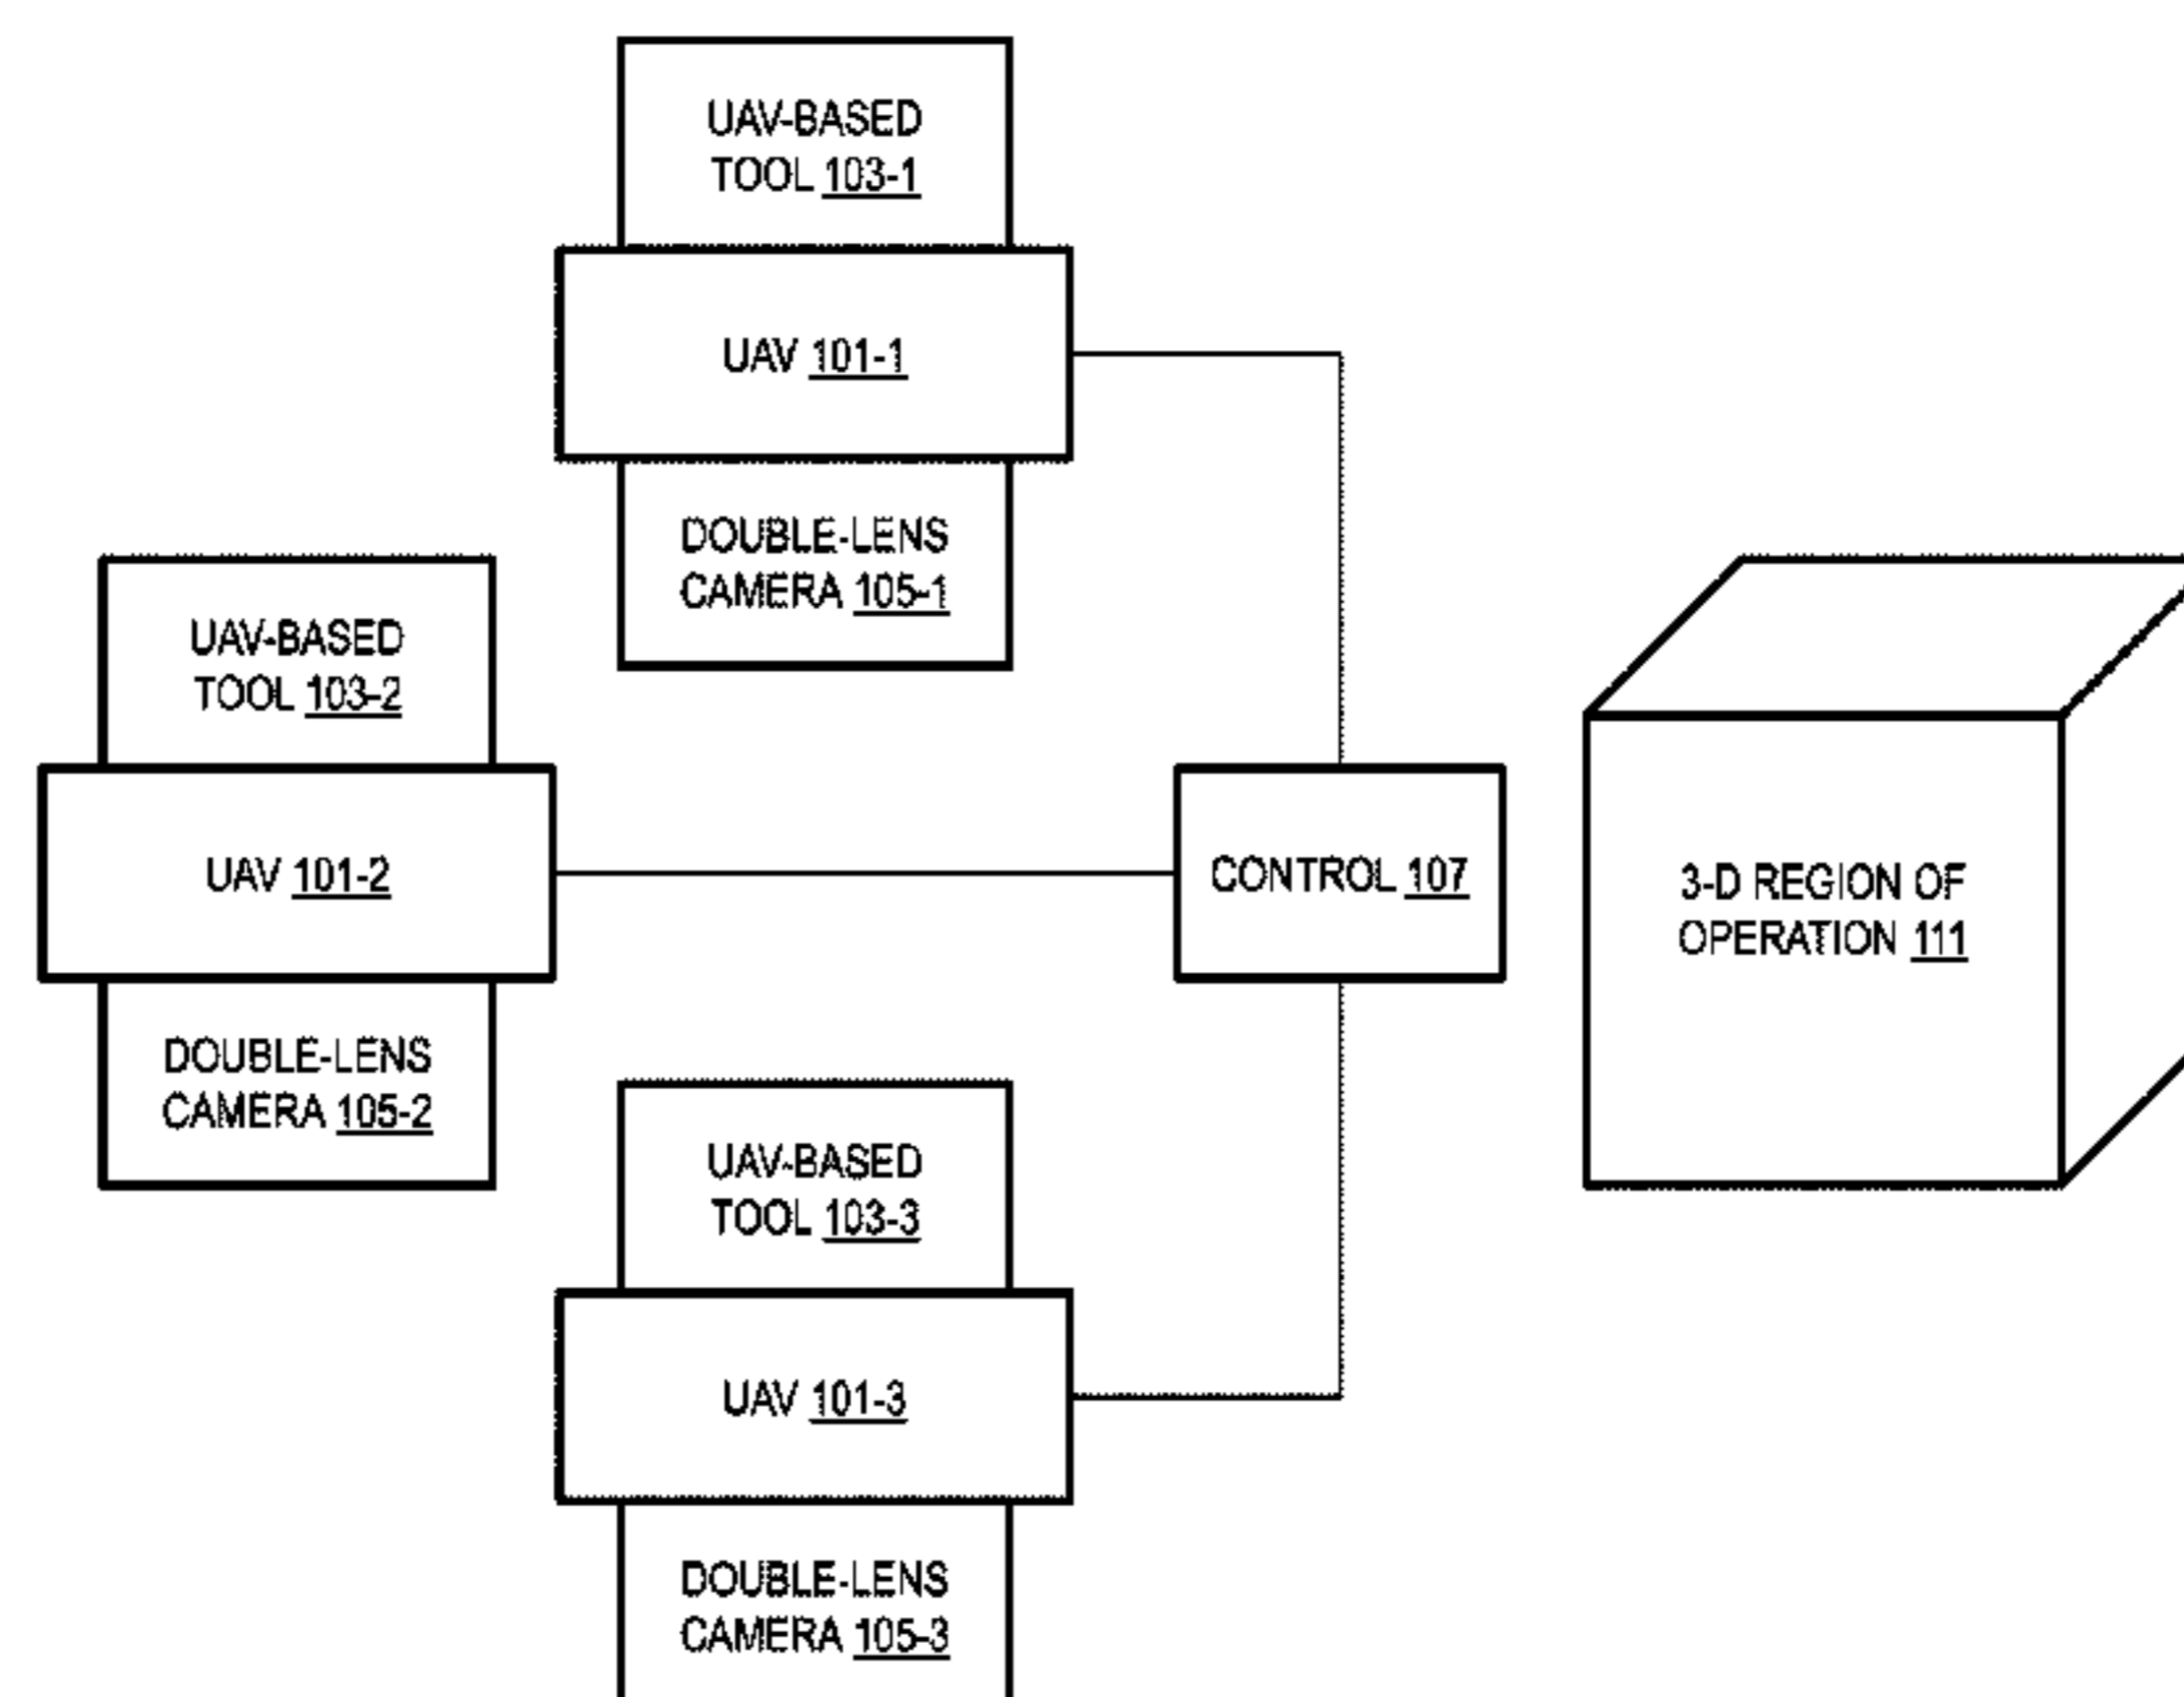 UAV-BASED
TOOL 103-1
UAV 101-1
DOUBLE-LENS
CAMERA 105-1
UAV-BASED
TOOL 103-2
UAV 101-2
DOUBLE-LENS
CAMERA 105-2
CONTROL 107
3-D REGION OF
OPERATION 111
UAV-BASED
TOOL 103-3
UAV 101-3
DOUBLE-LENS
CAMERA 105-3